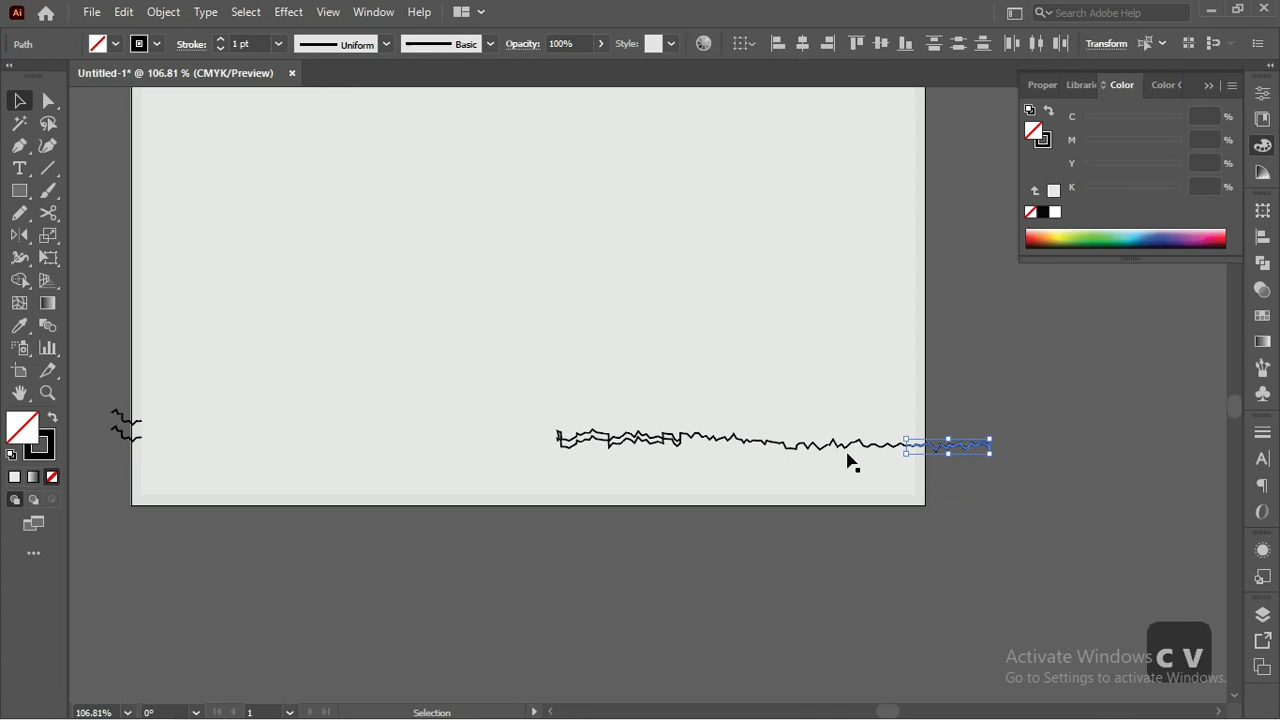 Ai File Edit Object Type Select Effect View Window Help Search Adobe Help
Path Stroke: 1 pt Uniform Basic Opacity: 100% Style: Transform
Untitled-1* @ 106.81 % (CMYK/Preview) ×
Proper Librari Color Color
C %
M %
Y %
K %
Activate Windows
Go to Settings to activate Windows.
C V
106.81% 0° 1 Selection